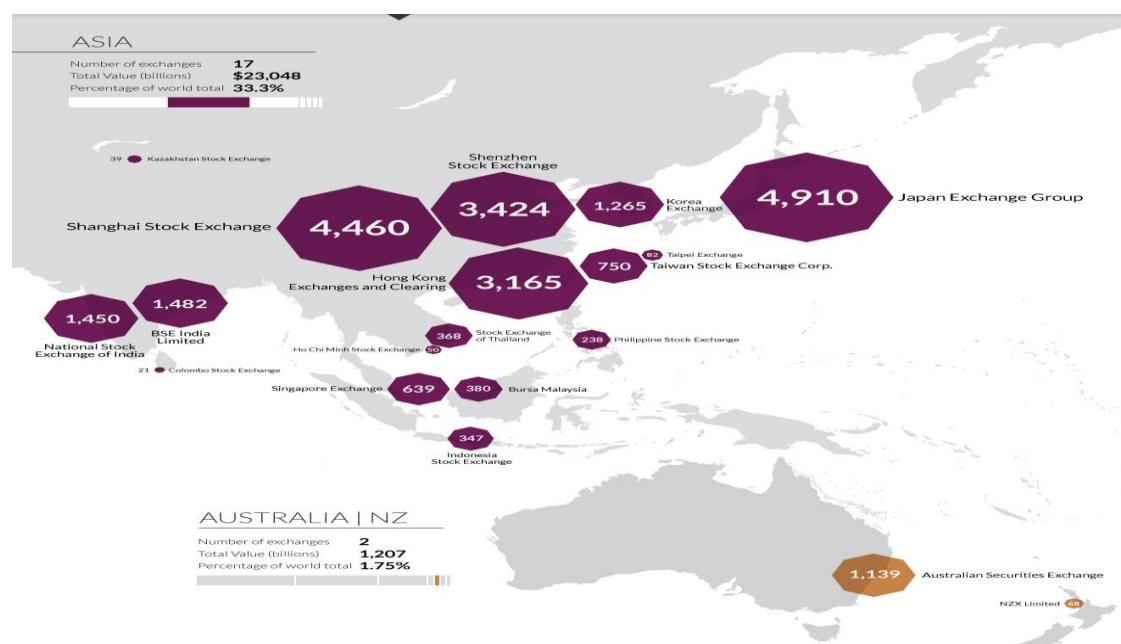 ASIA
Number of exchanges 17
Total Value (billions) $23,048
Percentage of world total 33.3%
39 Kazakhstan Stock Exchange
Shenzhen
Stock Exchange
3,424
1,265
Korea
Exchange
4,910
Japan Exchange Group
Shanghai Stock Exchange
4,460
82 Taipei Exchange
750
Taiwan Stock Exchange Corp.
Hong Kong
Exchanges and Clearing
3,165
1,450
National Stock
Exchange of India
1,482
BSE India
Limited
368
Stock Exchange
of Thailand
Ho Chi Minh Stock Exchange 50
238 Philippine Stock Exchange
21 Colombo Stock Exchange
Singapore Exchange 639
380 Bursa Malaysia
347
Indonesia
Stock Exchange
AUSTRALIA | NZ
Number of exchanges 2
Total Value (billions) 1,207
Percentage of world total 1.75%
1,139 Australian Securities Exchange
NZX Limited 68